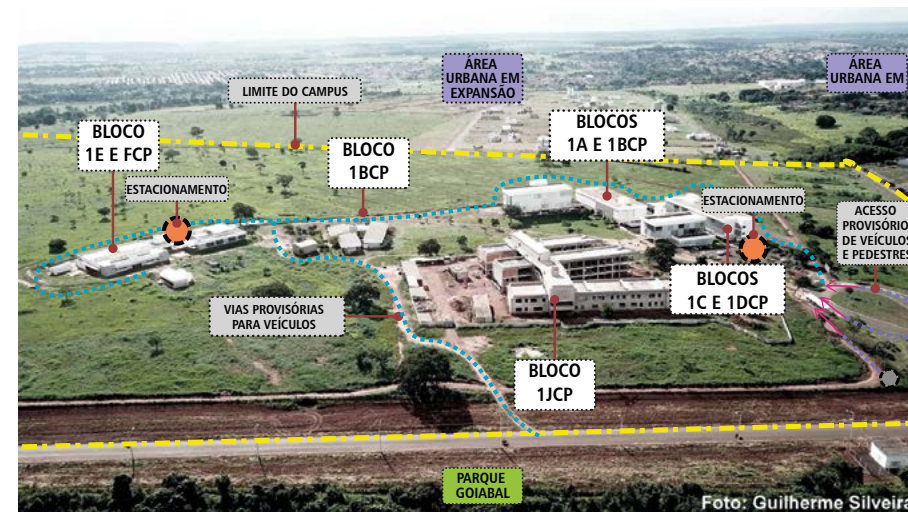 ÁREA
URBANA EM
EXPANSÃO
ÁREA
URBANA EM
LIMITE DO CAMPUS
BLOCO
1E E FCP
BLOCO
1BCP
BLOCOS
1A E 1BCP
ESTACIONAMENTO
ESTACIONAMENTO
ACESSO
PROVISÓRIO
DE VEÍCULOS
E PEDESTRES
BLOCOS
1C E 1DCP
VIAS PROVISÓRIAS
PARA VEÍCULOS
BLOCO
1JCP
PARQUE
GOIABAL
Foto: Guilherme Silveira